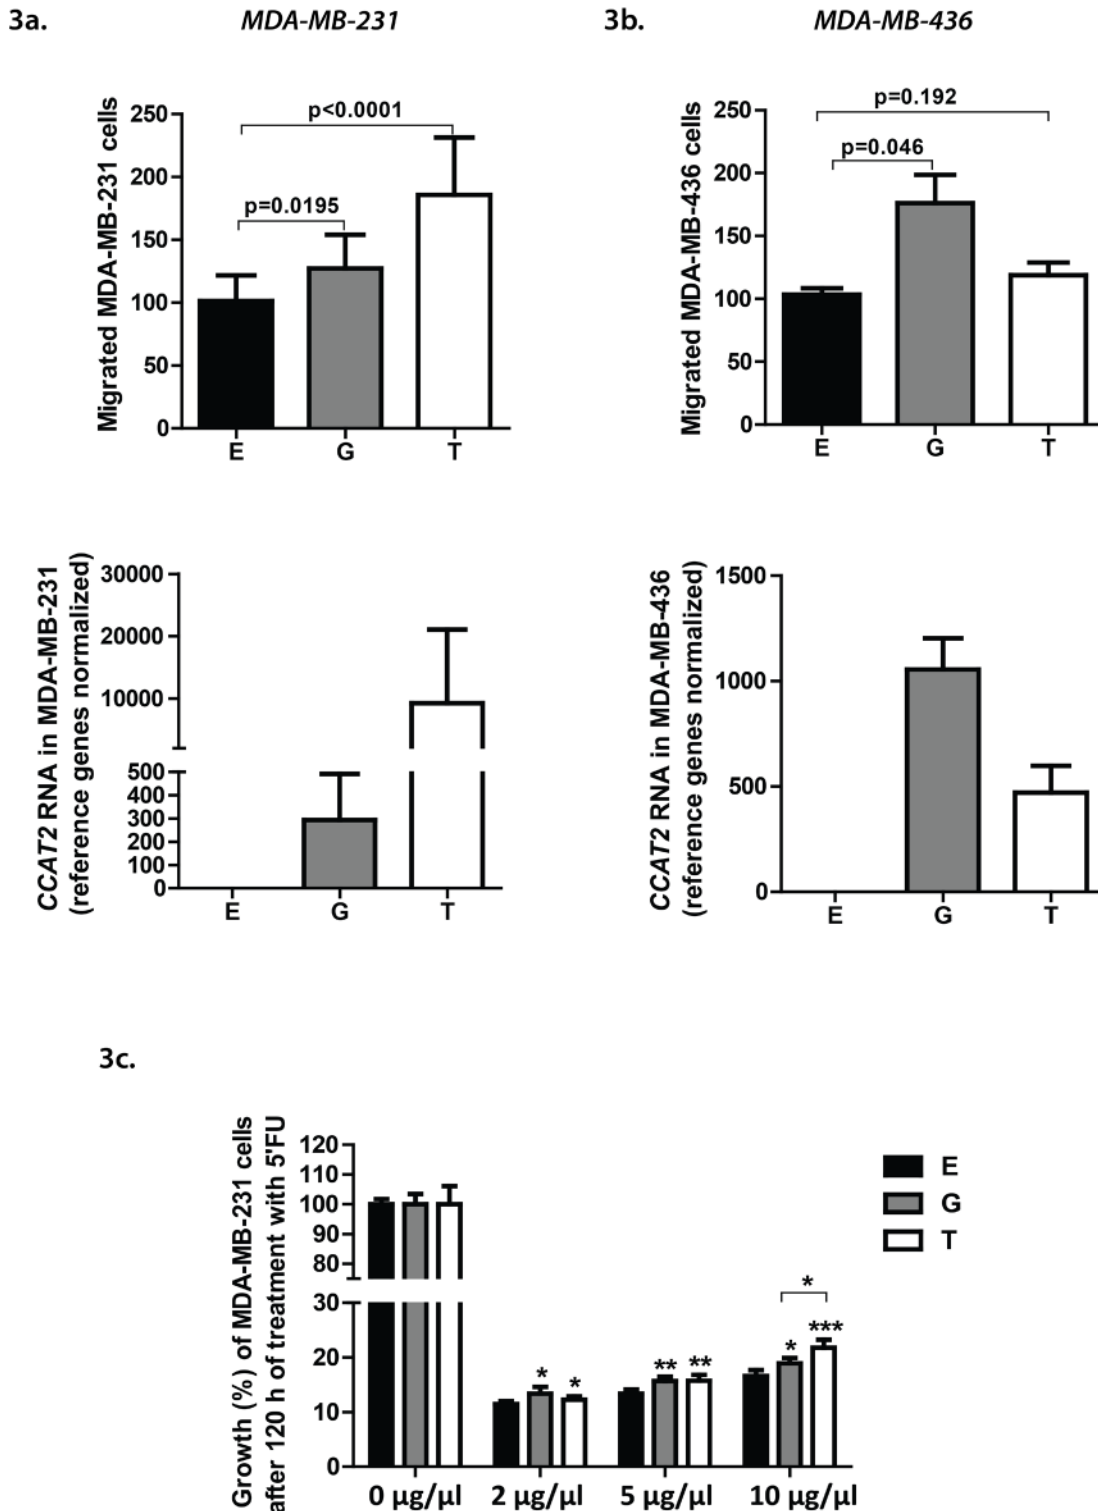 3a.
MDA-MB-231
3b.
MDA-MB-436
Migrated MDA-MB-231 cells
250
200
150
100
50
0
p<0.0001
p=0.0195
E G T
Migrated MDA-MB-436 cells
250
200
150
100
50
0
p=0.192
p=0.046
E G T
CCAT2 RNA in MDA-MB-231
(reference genes normalized)
30000
20000
10000
500
400
300
200
100
0
E G T
CCAT2 RNA in MDA-MB-436
(reference genes normalized)
1500
1000
500
0
E G T
3c.
Growth (%) of MDA-MB-231 cells
after 120 h of treatment with 5'FU
120
110
100
90
80
30
20
10
0
* *
** **
*
* ***
0 µg/µl 2 µg/µl 5 µg/µl 10 µg/µl
E
G
T